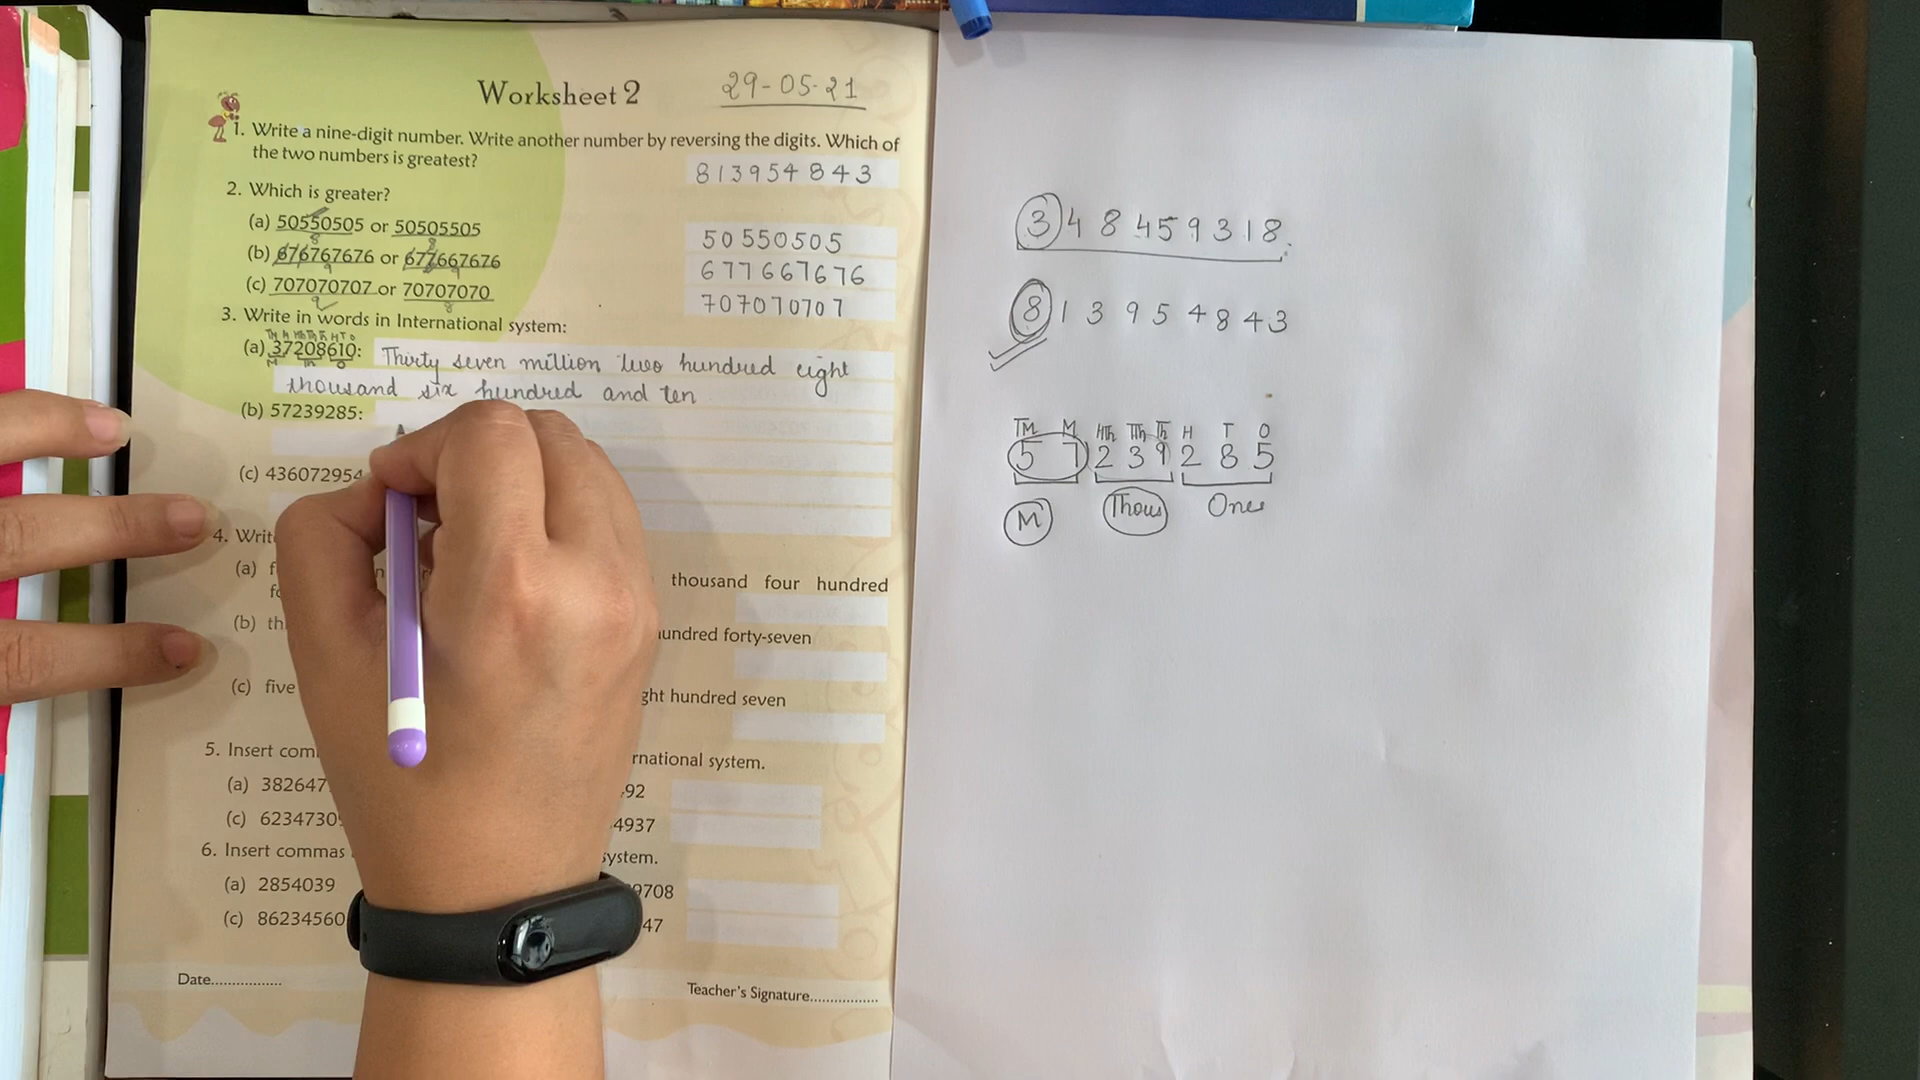 Worksheet 2
29-05-21
1. Write a nine-digit number. Write another number by reversing the digits. Which of
the two numbers is greatest?
813954843
2. Which is greater?
(a) 50550505 or 50505505
50550505
(b) 676767676 or 677667676
677667676
(c) 707070707 or 70707070
707070707
3. Write in words in International system:
(a) 37208610: Thirty seven million two hundred eight
thousand six hundred and ten
(b) 57239285:
(c) 436072954
4. Writ
(a) f
thousand four hundred
(b) th
hundred forty-seven
(c) five
ght hundred seven
5. Insert com
rnational system.
(a) 382647
92
(c) 6234730
4937
6. Insert commas
system.
(a) 2854039
9708
(c) 86234560
47
Date.................
Teacher's Signature.................
348459318
813954843
TM M HTh TTh Th H T O
5 7 2 3 9 2 8 5
M Thous Ones